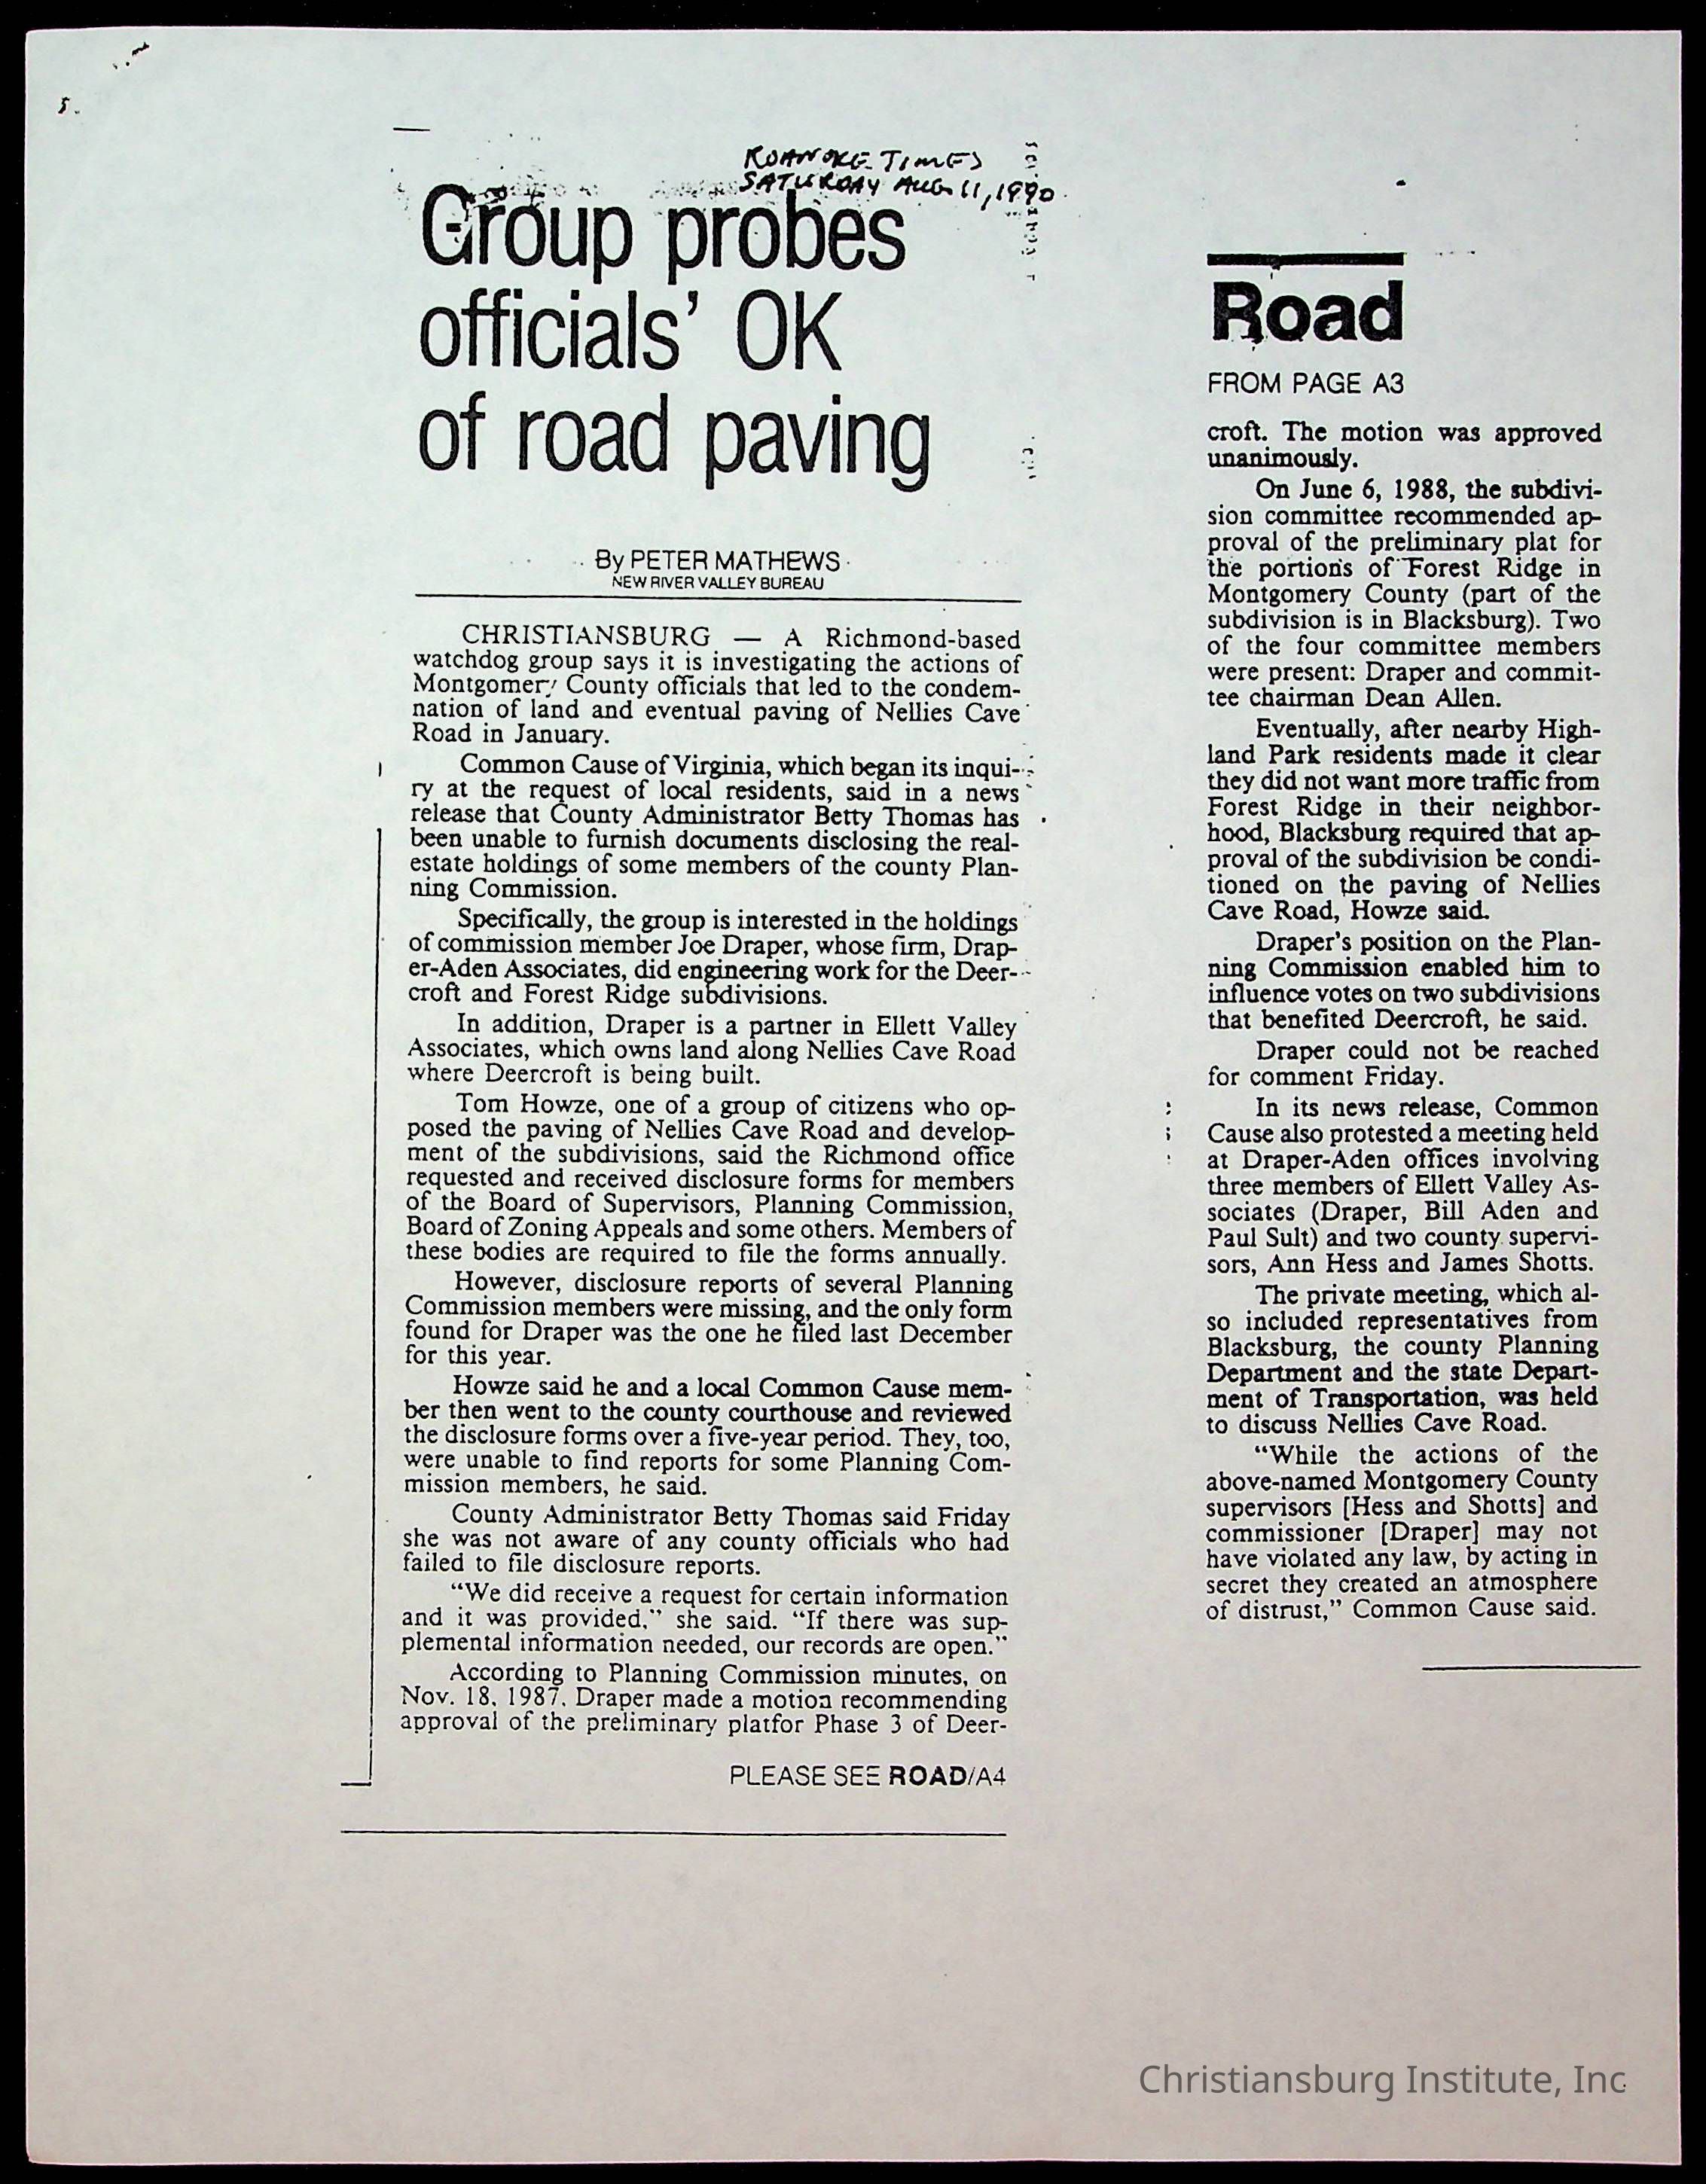 5.
ROANOKE TIMES
SATURDAY AUG 11, 1990
Group probes
officials' OK
of road paving
By PETER MATHEWS
NEW RIVER VALLEY BUREAU
CHRISTIANSBURG — A Richmond-based
watchdog group says it is investigating the actions of
Montgomery County officials that led to the condem-
nation of land and eventual paving of Nellies Cave
Road in January.
Common Cause of Virginia, which began its inqui-
ry at the request of local residents, said in a news
release that County Administrator Betty Thomas has
been unable to furnish documents disclosing the real-
estate holdings of some members of the county Plan-
ning Commission.
Specifically, the group is interested in the holdings
of commission member Joe Draper, whose firm, Drap-
er-Aden Associates, did engineering work for the Deer-
croft and Forest Ridge subdivisions.
In addition, Draper is a partner in Ellett Valley
Associates, which owns land along Nellies Cave Road
where Deercroft is being built.
Tom Howze, one of a group of citizens who op-
posed the paving of Nellies Cave Road and develop-
ment of the subdivisions, said the Richmond office
requested and received disclosure forms for members
of the Board of Supervisors, Planning Commission,
Board of Zoning Appeals and some others. Members of
these bodies are required to file the forms annually.
However, disclosure reports of several Planning
Commission members were missing, and the only form
found for Draper was the one he filed last December
for this year.
Howze said he and a local Common Cause mem-
ber then went to the county courthouse and reviewed
the disclosure forms over a five-year period. They, too,
were unable to find reports for some Planning Com-
mission members, he said.
County Administrator Betty Thomas said Friday
she was not aware of any county officials who had
failed to file disclosure reports.
"We did receive a request for certain information
and it was provided," she said. "If there was sup-
plemental information needed, our records are open."
According to Planning Commission minutes, on
Nov. 18, 1987, Draper made a motion recommending
approval of the preliminary platfor Phase 3 of Deer-
PLEASE SEE ROAD/A4
Road
FROM PAGE A3
croft. The motion was approved
unanimously.
On June 6, 1988, the subdivi-
sion committee recommended ap-
proval of the preliminary plat for
the portions of Forest Ridge in
Montgomery County (part of the
subdivision is in Blacksburg). Two
of the four committee members
were present: Draper and commit-
tee chairman Dean Allen.
Eventually, after nearby High-
land Park residents made it clear
they did not want more traffic from
Forest Ridge in their neighbor-
hood, Blacksburg required that ap-
proval of the subdivision be condi-
tioned on the paving of Nellies
Cave Road, Howze said.
Draper's position on the Plan-
ning Commission enabled him to
influence votes on two subdivisions
that benefited Deercroft, he said.
Draper could not be reached
for comment Friday.
In its news release, Common
Cause also protested a meeting held
at Draper-Aden offices involving
three members of Ellett Valley As-
sociates (Draper, Bill Aden and
Paul Sult) and two county supervi-
sors, Ann Hess and James Shotts.
The private meeting, which al-
so included representatives from
Blacksburg, the county Planning
Department and the state Depart-
ment of Transportation, was held
to discuss Nellies Cave Road.
"While the actions of the
above-named Montgomery County
supervisors [Hess and Shotts] and
commissioner [Draper] may not
have violated any law, by acting in
secret they created an atmosphere
of distrust," Common Cause said.
Christiansburg Institute, Inc